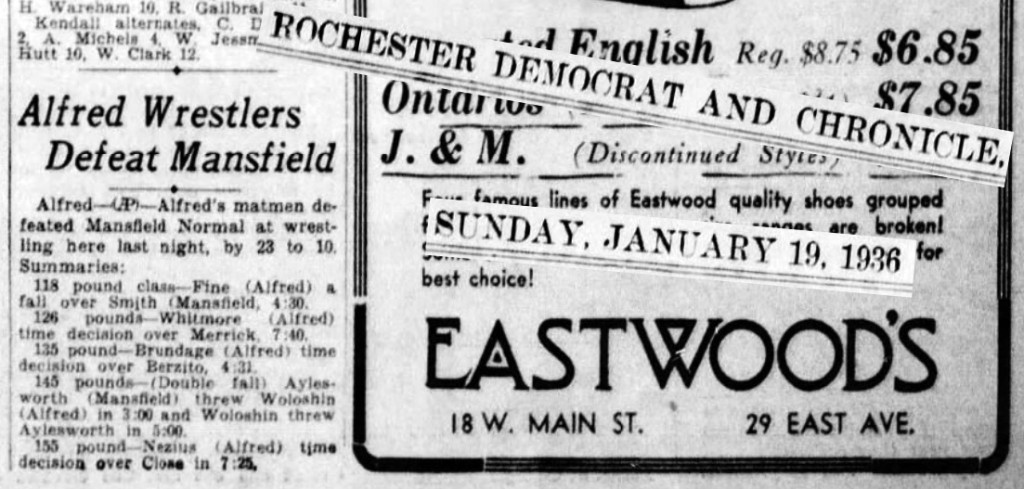 H. Wareham 10, R. Gailbrai
Kendall alternates, C. D
2, A. Michels 4, W. Jessm
Hutt 10, W. Clark 12.
Alfred Wrestlers
Defeat Mansfield
Alfred—(AP)—Alfred's matmen de-
feated Mansfield Normal at wrest-
ling here last night, by 23 to 10.
Summaries:
118 pound class—Fine (Alfred) a
fall over Smith (Mansfield, 4:30.
126 pounds—Whitmore (Alfred)
time decision over Merrick, 7:40.
135 pound—Brundage (Alfred) time
decision over Berzito, 4:31.
145 pounds—(Double fall) Ayles-
worth (Mansfield) threw Woloshin
(Alfred) in 3:00 and Woloshin threw
Aylesworth in 5:00.
155 pound—Nezius (Alfred) time
decision over Close in 7:25.
ROCHESTER DEMOCRAT AND CHRONICLE,
SUNDAY, JANUARY 19, 1936
ted English Reg. $8.75 $6.85
Ontarios $7.85
J. & M. (Discontinued Styles)
Four famous lines of Eastwood quality shoes grouped
are broken!
for
best choice!
EASTWOOD'S
18 W. MAIN ST. 29 EAST AVE.